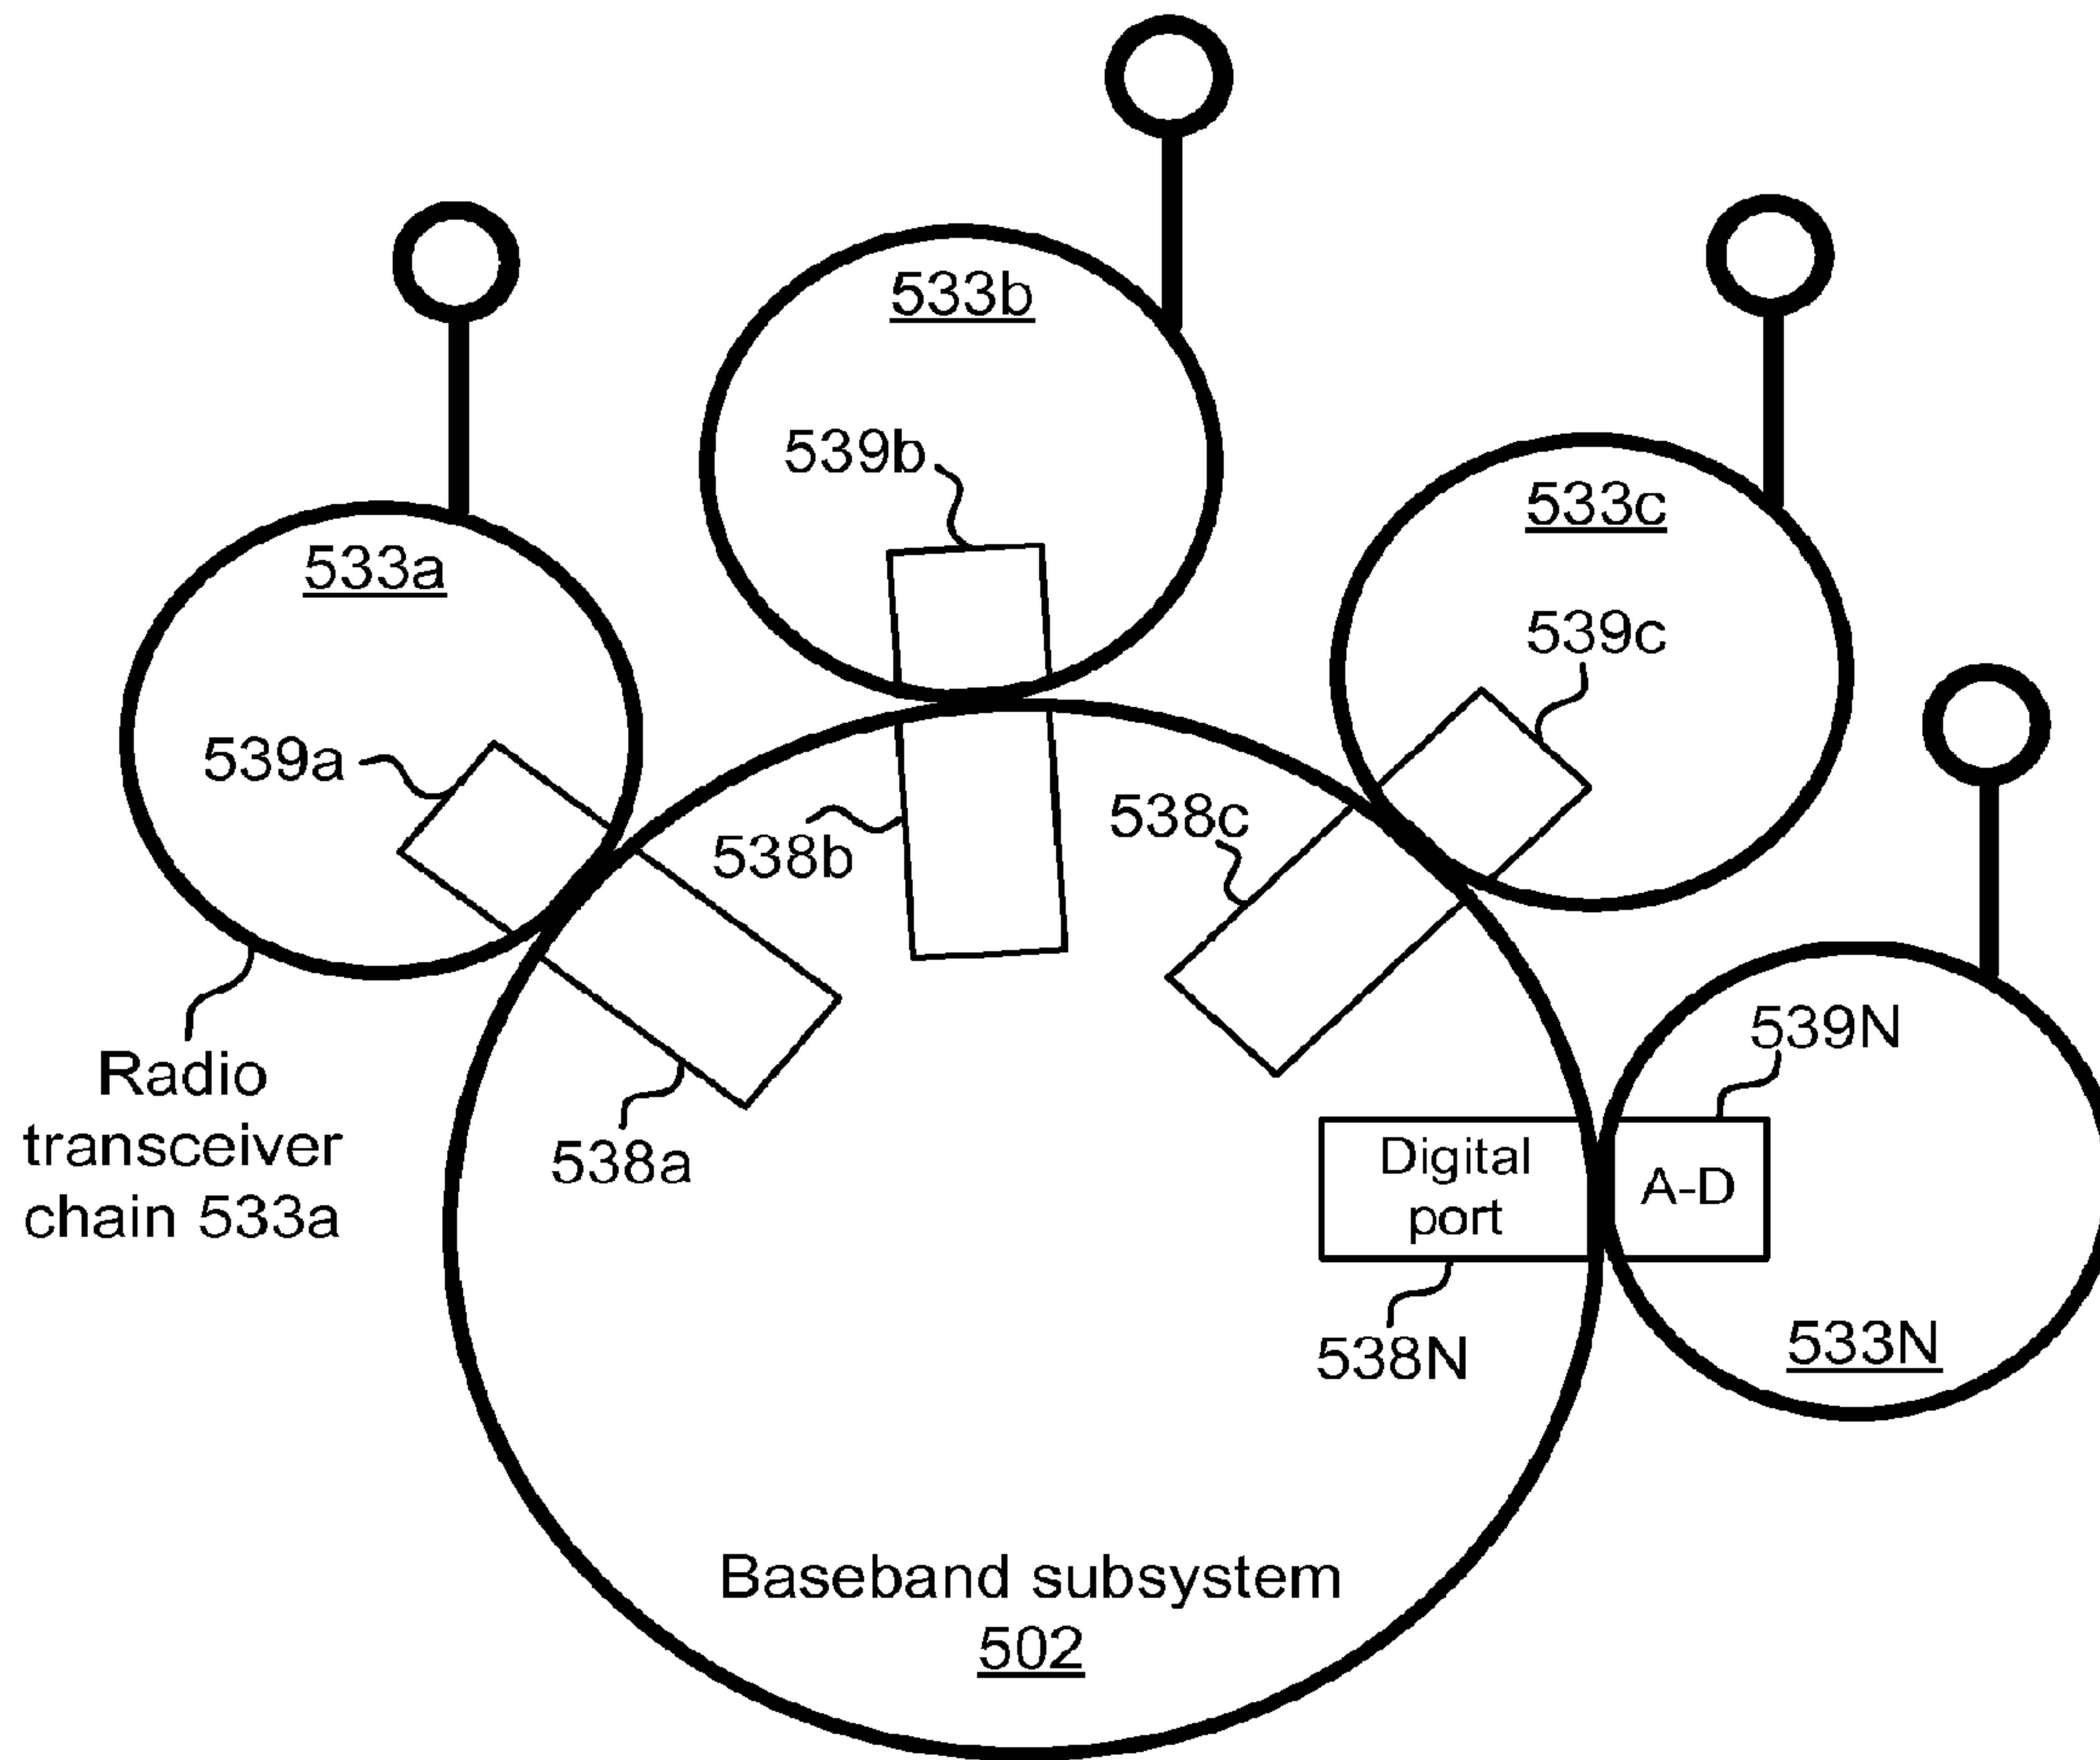 533b
539b
533c
533a
539c
539a
538c
538b
539N
Radio
transceiver
chain 533a
538a
Digital
port
A-D
538N
533N
Baseband subsystem
502